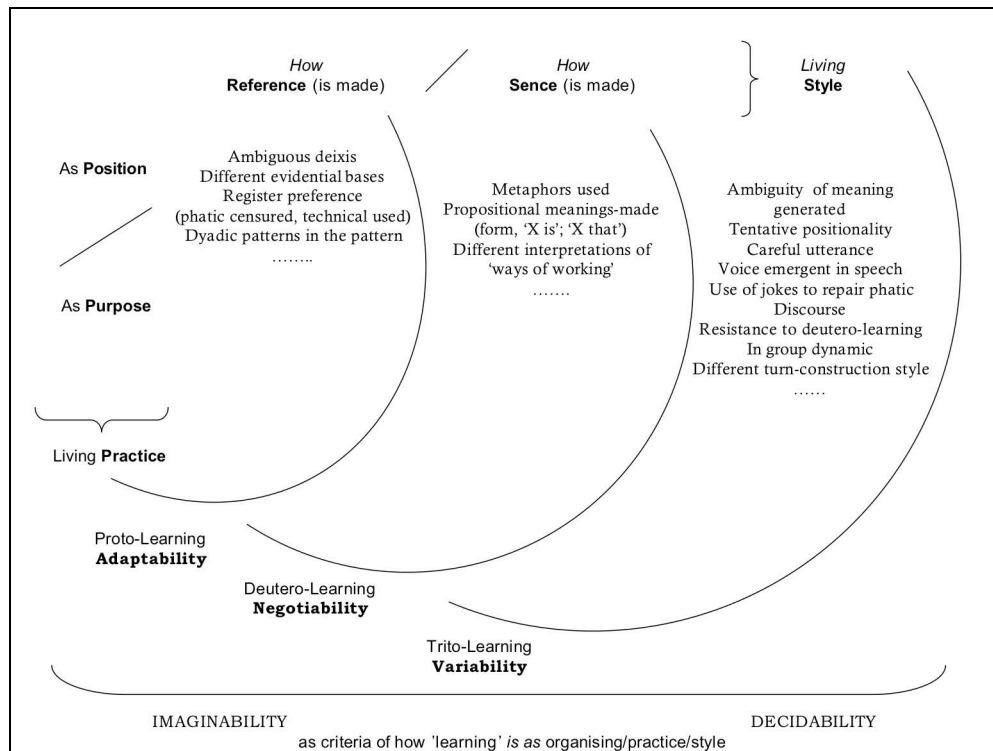 How
Reference (is made)
How
Sence (is made)
Living
Style
As Position
Ambiguous deixis
Different evidential bases
Register preference
(phatic censured, technical used)
Dyadic patterns in the pattern
........
Metaphors used
Propositional meanings-made
(form, ‘X is’; ‘X that’)
Different interpretations of
‘ways of working’
.......
Ambiguity of meaning
generated
Tentative positionality
Careful utterance
Voice emergent in speech
Use of jokes to repair phatic
Discourse
Resistance to deutero-learning
In group dynamic
Different turn-construction style
......
As Purpose
Living Practice
Proto-Learning
Adaptability
Deutero-Learning
Negotiability
Trito-Learning
Variability
IMAGINABILITY
DECIDABILITY
as criteria of how 'learning' is as organising/practice/style